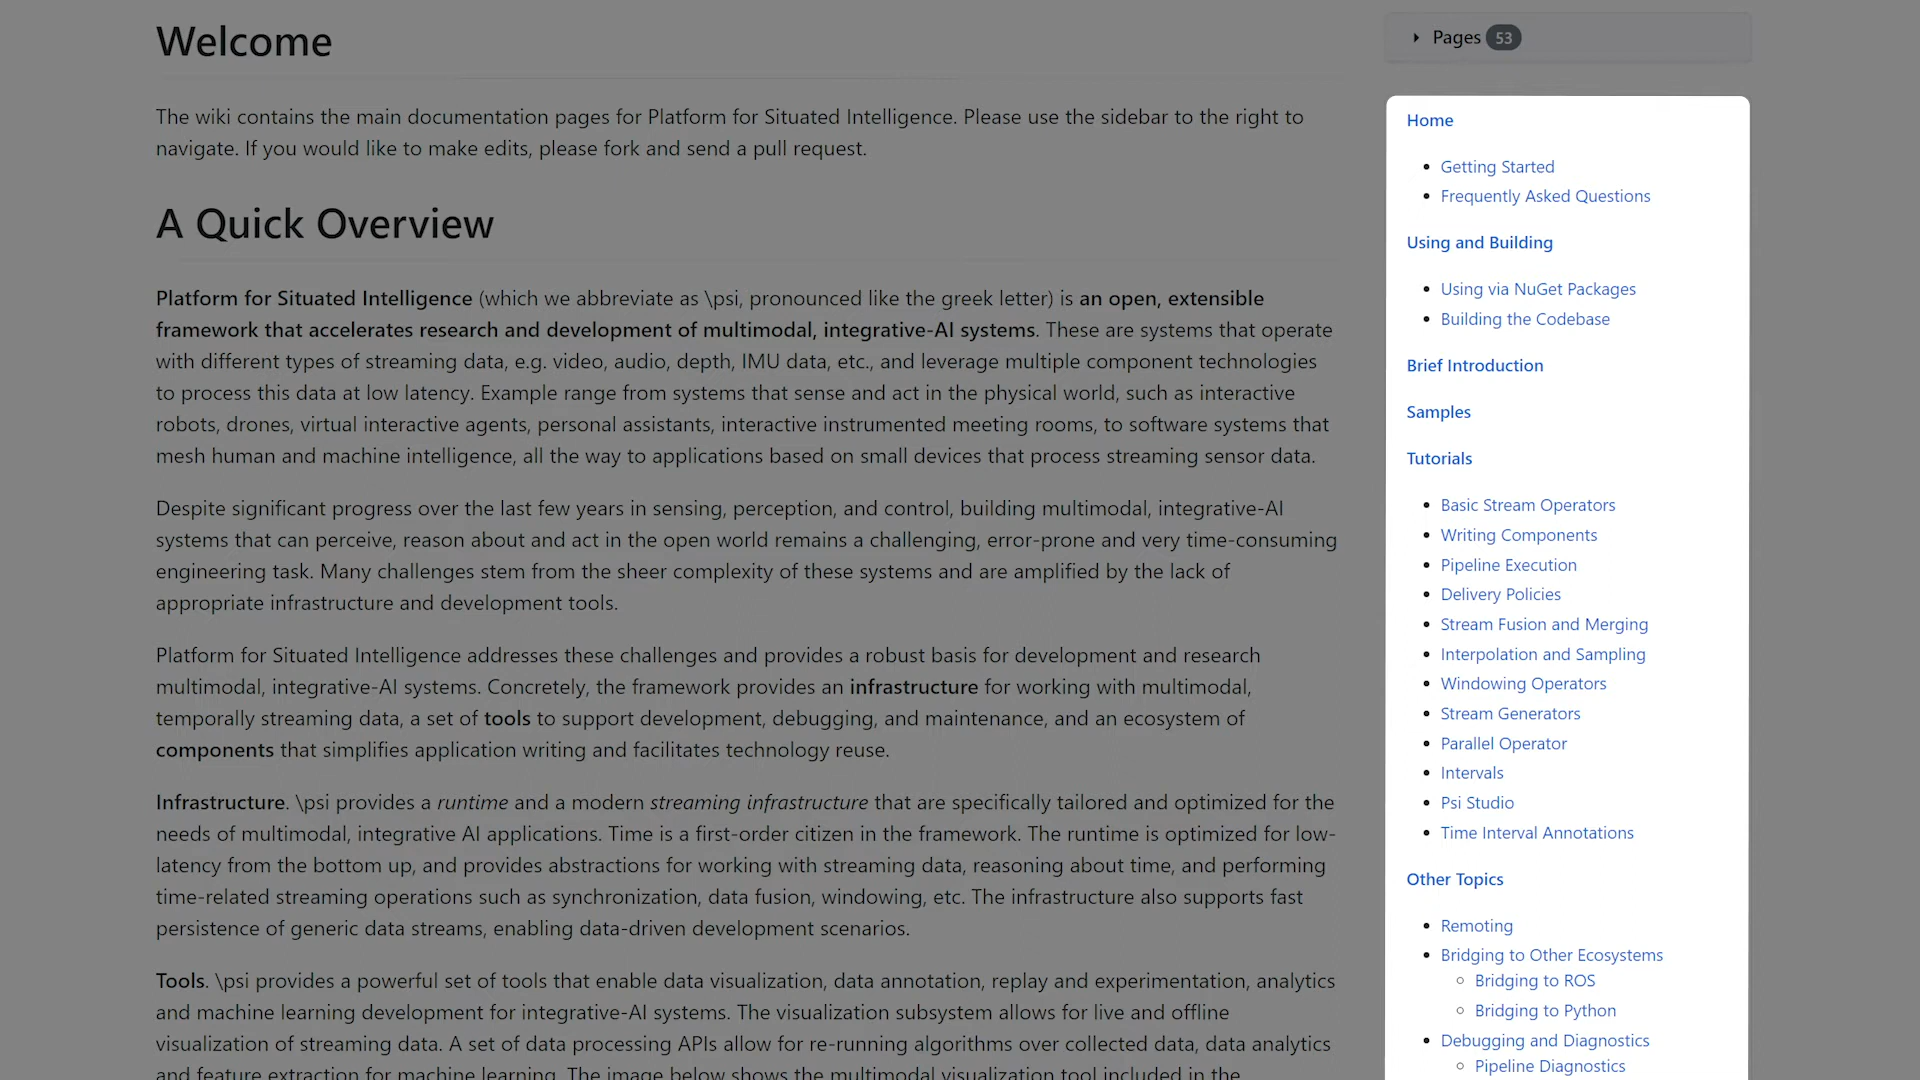 Welcome
The wiki contains the main documentation pages for Platform for Situated Intelligence. Please use the sidebar to the right to
navigate. If you would like to make edits, please fork and send a pull request.
A Quick Overview
Platform for Situated Intelligence (which we abbreviate as \psi, pronounced like the greek letter) is an open, extensible
framework that accelerates research and development of multimodal, integrative-AI systems. These are systems that operate
with different types of streaming data, e.g. video, audio, depth, IMU data, etc., and leverage multiple component technologies
to process this data at low latency. Example range from systems that sense and act in the physical world, such as interactive
robots, drones, virtual interactive agents, personal assistants, interactive instrumented meeting rooms, to software systems that
mesh human and machine intelligence, all the way to applications based on small devices that process streaming sensor data.
Despite significant progress over the last few years in sensing, perception, and control, building multimodal, integrative-AI
systems that can perceive, reason about and act in the open world remains a challenging, error-prone and very time-consuming
engineering task. Many challenges stem from the sheer complexity of these systems and are amplified by the lack of
appropriate infrastructure and development tools.
Platform for Situated Intelligence addresses these challenges and provides a robust basis for development and research
multimodal, integrative-AI systems. Concretely, the framework provides an infrastructure for working with multimodal,
temporally streaming data, a set of tools to support development, debugging, and maintenance, and an ecosystem of
components that simplifies application writing and facilitates technology reuse.
Infrastructure. \psi provides a runtime and a modern streaming infrastructure that are specifically tailored and optimized for the
needs of multimodal, integrative AI applications. Time is a first-order citizen in the framework. The runtime is optimized for low-
latency from the bottom up, and provides abstractions for working with streaming data, reasoning about time, and performing
time-related streaming operations such as synchronization, data fusion, windowing, etc. The infrastructure also supports fast
persistence of generic data streams, enabling data-driven development scenarios.
Tools. \psi provides a powerful set of tools that enable data visualization, data annotation, replay and experimentation, analytics
and machine learning development for integrative-AI systems. The visualization subsystem allows for live and offline
visualization of streaming data. A set of data processing APIs allow for re-running algorithms over collected data, data analytics
and feature extraction for machine learning. The image below shows the multimodal visualization tool included in the
Pages 53
Home
Getting Started
Frequently Asked Questions
Using and Building
Using via NuGet Packages
Building the Codebase
Brief Introduction
Samples
Tutorials
Basic Stream Operators
Writing Components
Pipeline Execution
Delivery Policies
Stream Fusion and Merging
Interpolation and Sampling
Windowing Operators
Stream Generators
Parallel Operator
Intervals
Psi Studio
Time Interval Annotations
Other Topics
Remoting
Bridging to Other Ecosystems
Bridging to ROS
Bridging to Python
Debugging and Diagnostics
Pipeline Diagnostics